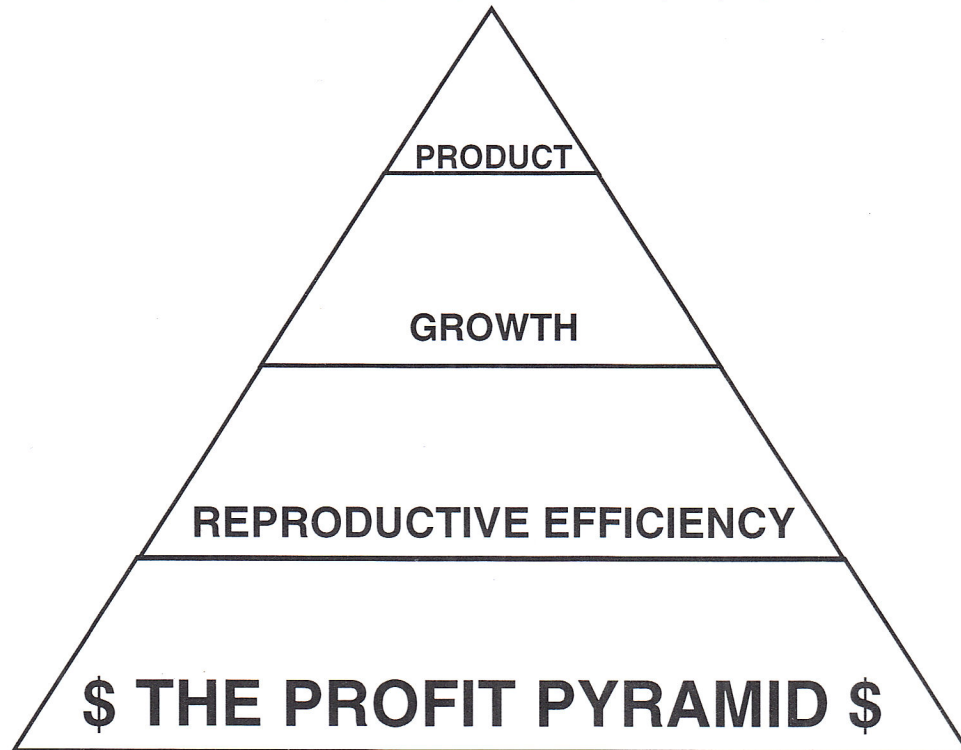 PRODUCT
GROWTH
REPRODUCTIVE EFFICIENCY
$ THE PROFIT PYRAMID $